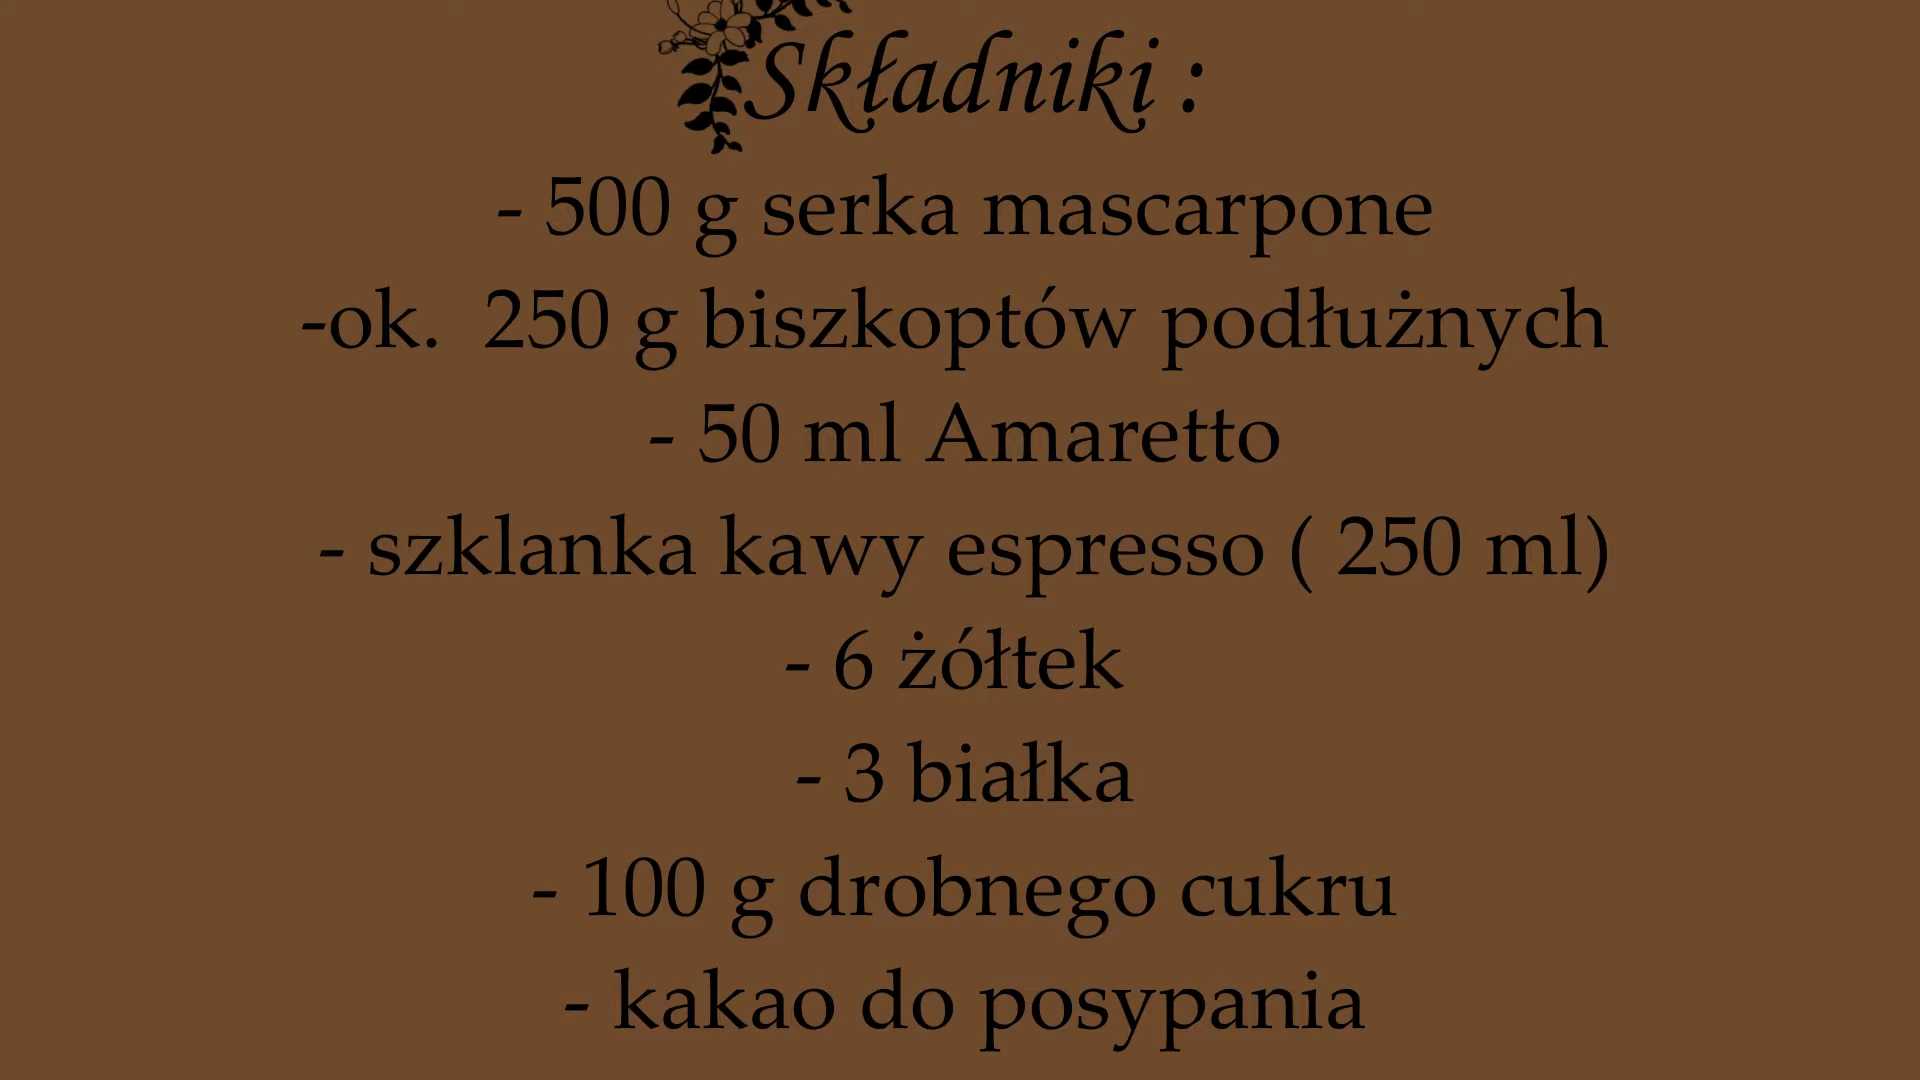 Składniki :
- 500 g serka mascarpone
-ok.  250 g biszkoptów podłużnych
- 50 ml Amaretto
- szklanka kawy espresso ( 250 ml)
- 6 żółtek
- 3 białka
- 100 g drobnego cukru
- kakao do posypania